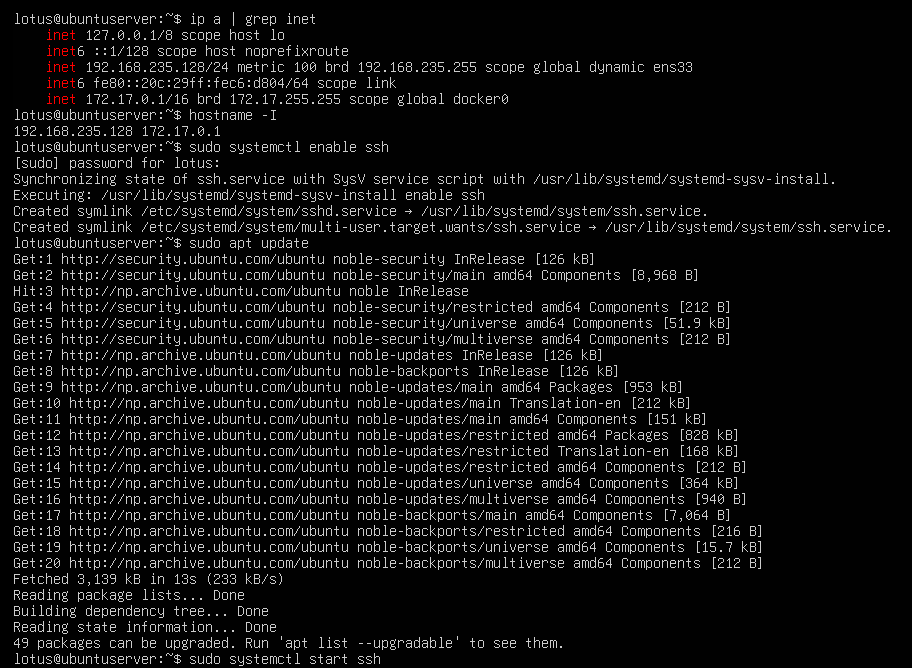 lotus@ubuntuserver:~$ ip a | grep inet
    inet 127.0.0.1/8 scope host lo
    inet6 ::1/128 scope host noprefixroute
    inet 192.168.235.128/24 metric 100 brd 192.168.235.255 scope global dynamic ens33
    inet6 fe80::20c:29ff:fec6:d804/64 scope link
    inet 172.17.0.1/16 brd 172.17.255.255 scope global docker0
lotus@ubuntuserver:~$ hostname -I
192.168.235.128 172.17.0.1
lotus@ubuntuserver:~$ sudo systemctl enable ssh
[sudo] password for lotus:
Synchronizing state of ssh.service with SysV service script with /usr/lib/systemd/systemd-sysv-install.
Executing: /usr/lib/systemd/systemd-sysv-install enable ssh
Created symlink /etc/systemd/system/sshd.service → /usr/lib/systemd/system/ssh.service.
Created symlink /etc/systemd/system/multi-user.target.wants/ssh.service → /usr/lib/systemd/system/ssh.service.
lotus@ubuntuserver:~$ sudo apt update
Get:1 http://security.ubuntu.com/ubuntu noble-security InRelease [126 kB]
Get:2 http://security.ubuntu.com/ubuntu noble-security/main amd64 Components [8,968 B]
Hit:3 http://np.archive.ubuntu.com/ubuntu noble InRelease
Get:4 http://security.ubuntu.com/ubuntu noble-security/restricted amd64 Components [212 B]
Get:5 http://security.ubuntu.com/ubuntu noble-security/universe amd64 Components [51.9 kB]
Get:6 http://security.ubuntu.com/ubuntu noble-security/multiverse amd64 Components [212 B]
Get:7 http://np.archive.ubuntu.com/ubuntu noble-updates InRelease [126 kB]
Get:8 http://np.archive.ubuntu.com/ubuntu noble-backports InRelease [126 kB]
Get:9 http://np.archive.ubuntu.com/ubuntu noble-updates/main amd64 Packages [953 kB]
Get:10 http://np.archive.ubuntu.com/ubuntu noble-updates/main Translation-en [212 kB]
Get:11 http://np.archive.ubuntu.com/ubuntu noble-updates/main amd64 Components [151 kB]
Get:12 http://np.archive.ubuntu.com/ubuntu noble-updates/restricted amd64 Packages [828 kB]
Get:13 http://np.archive.ubuntu.com/ubuntu noble-updates/restricted Translation-en [168 kB]
Get:14 http://np.archive.ubuntu.com/ubuntu noble-updates/restricted amd64 Components [212 B]
Get:15 http://np.archive.ubuntu.com/ubuntu noble-updates/universe amd64 Components [364 kB]
Get:16 http://np.archive.ubuntu.com/ubuntu noble-updates/multiverse amd64 Components [940 B]
Get:17 http://np.archive.ubuntu.com/ubuntu noble-backports/main amd64 Components [7,064 B]
Get:18 http://np.archive.ubuntu.com/ubuntu noble-backports/restricted amd64 Components [216 B]
Get:19 http://np.archive.ubuntu.com/ubuntu noble-backports/universe amd64 Components [15.7 kB]
Get:20 http://np.archive.ubuntu.com/ubuntu noble-backports/multiverse amd64 Components [212 B]
Fetched 3,139 kB in 13s (233 kB/s)
Reading package lists... Done
Building dependency tree... Done
Reading state information... Done
49 packages can be upgraded. Run 'apt list --upgradable' to see them.
lotus@ubuntuserver:~$ sudo systemctl start ssh